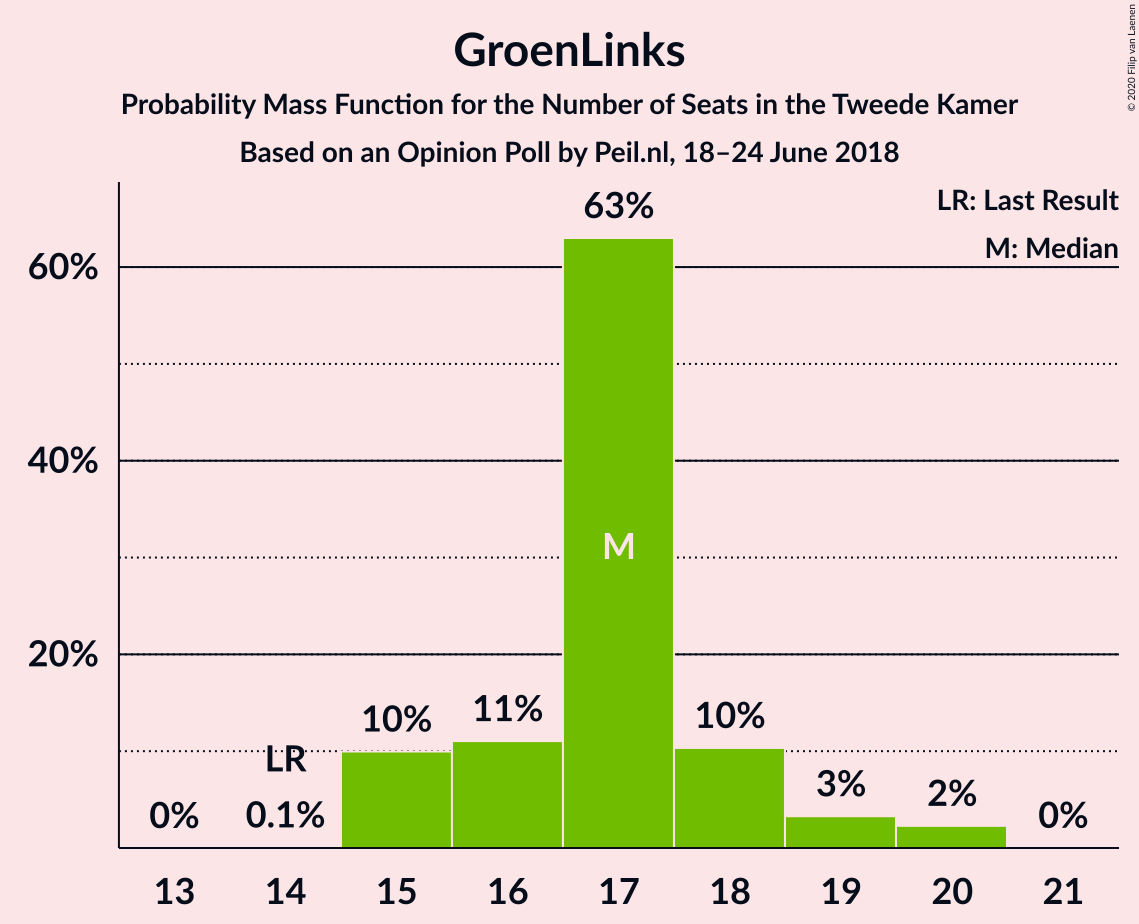 GroenLinks
Probability Mass Function for the Number of Seats in the Tweede Kamer
Based on an Opinion Poll by Peil.nl, 18–24 June 2018
© 2020 Filip van Laenen
LR: Last Result
M: Median
60%
40%
20%
0%
LR
0.1%
10%
11%
63%
M
10%
3%
2%
0%
13 14 15 16 17 18 19 20 21